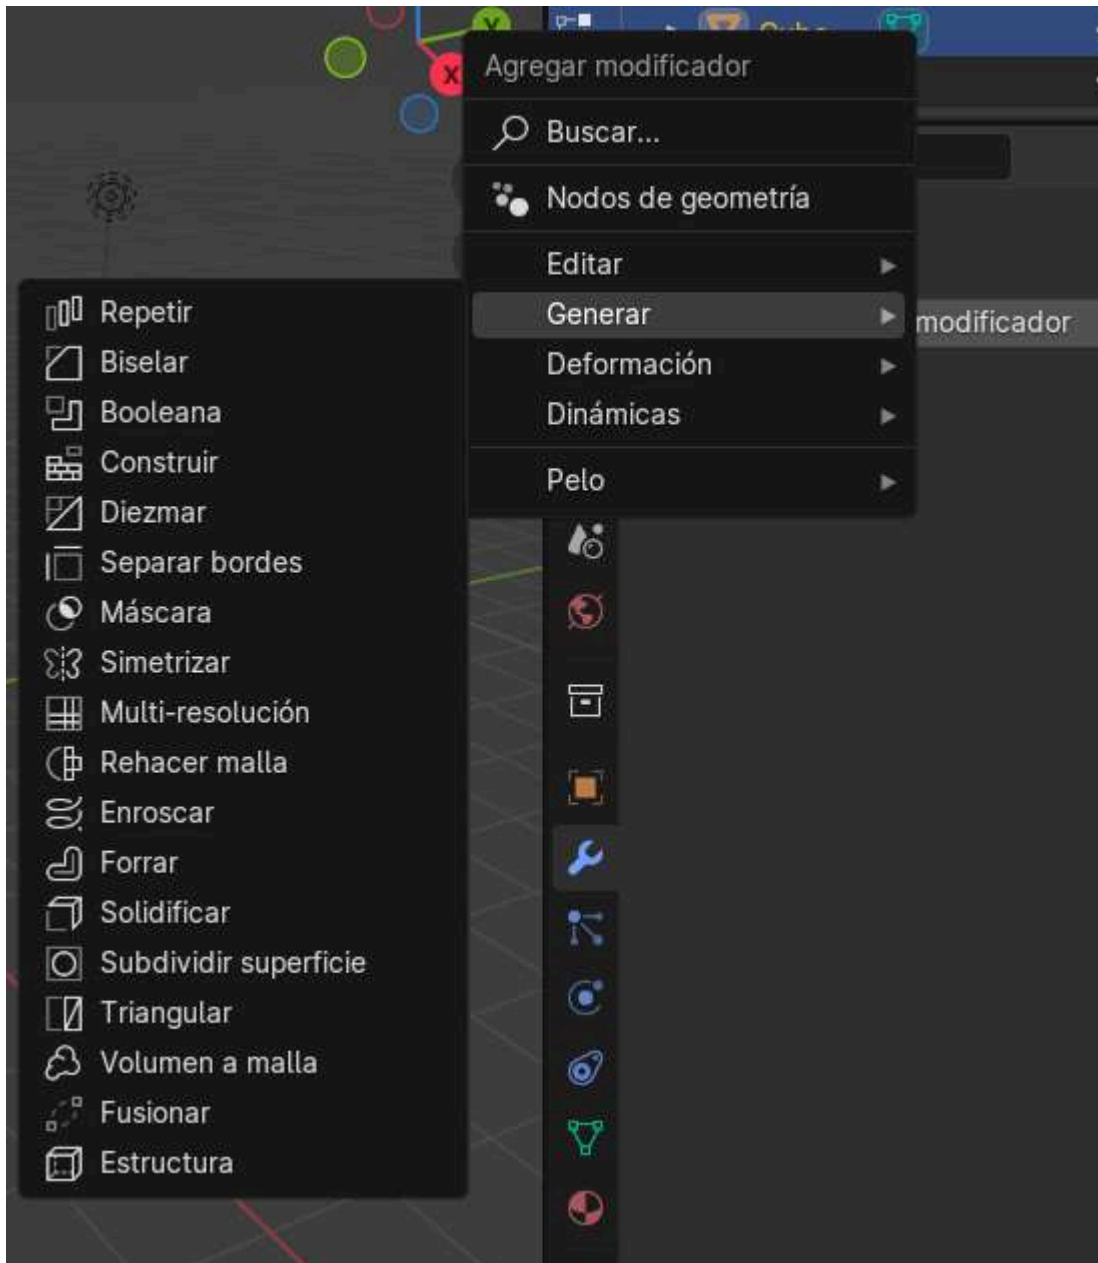 Y
X
Cube
Agregar modificador
Buscar...
Nodos de geometría
Editar
Generar
modificador
Deformación
Dinámicas
Pelo
Repetir
Biselar
Booleana
Construir
Diezmar
Separar bordes
Máscara
Simetrizar
Multi-resolución
Rehacer malla
Enroscar
Forrar
Solidificar
Subdividir superficie
Triangular
Volumen a malla
Fusionar
Estructura